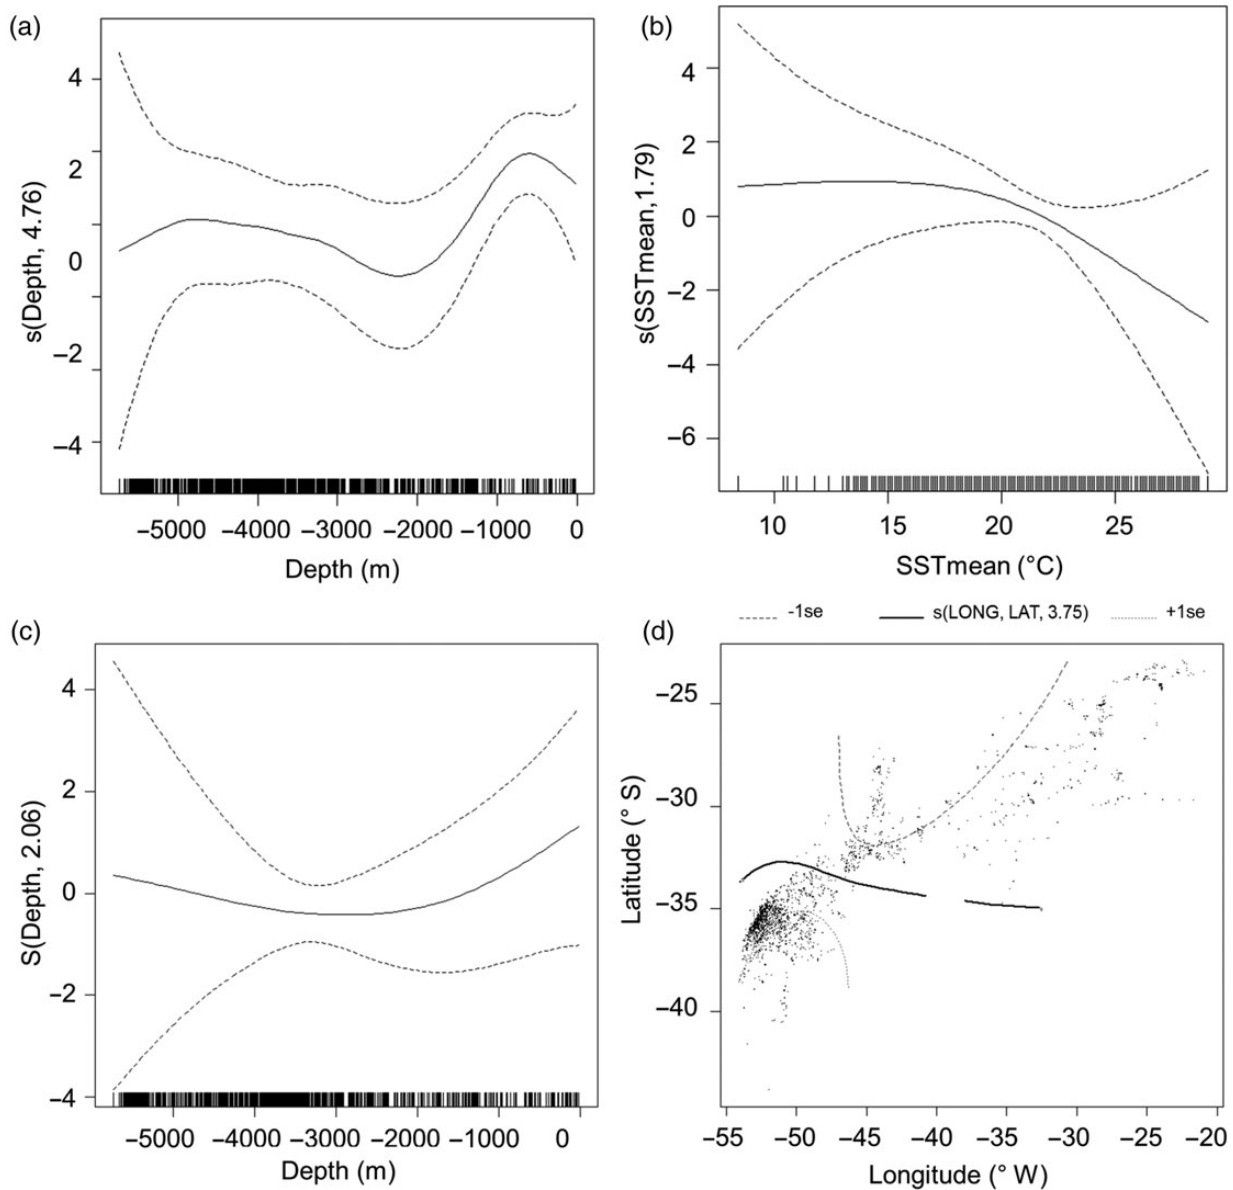 (a)
4
2
0
−2
−4
s(Depth, 4.76)
−5000 −4000 −3000 −2000 −1000 0
Depth (m)
(b)
4
2
0
−2
−4
−6
s(SSTmean,1.79)
10 15 20 25
SSTmean (°C)
(c)
4
2
0
−2
−4
S(Depth, 2.06)
−5000 −4000 −3000 −2000 −1000 0
Depth (m)
-1se s(LONG, LAT, 3.75) +1se
(d)
−25
−30
−35
−40
Latitude (° S)
−55 −50 −45 −40 −35 −30 −25 −20
Longitude (° W)